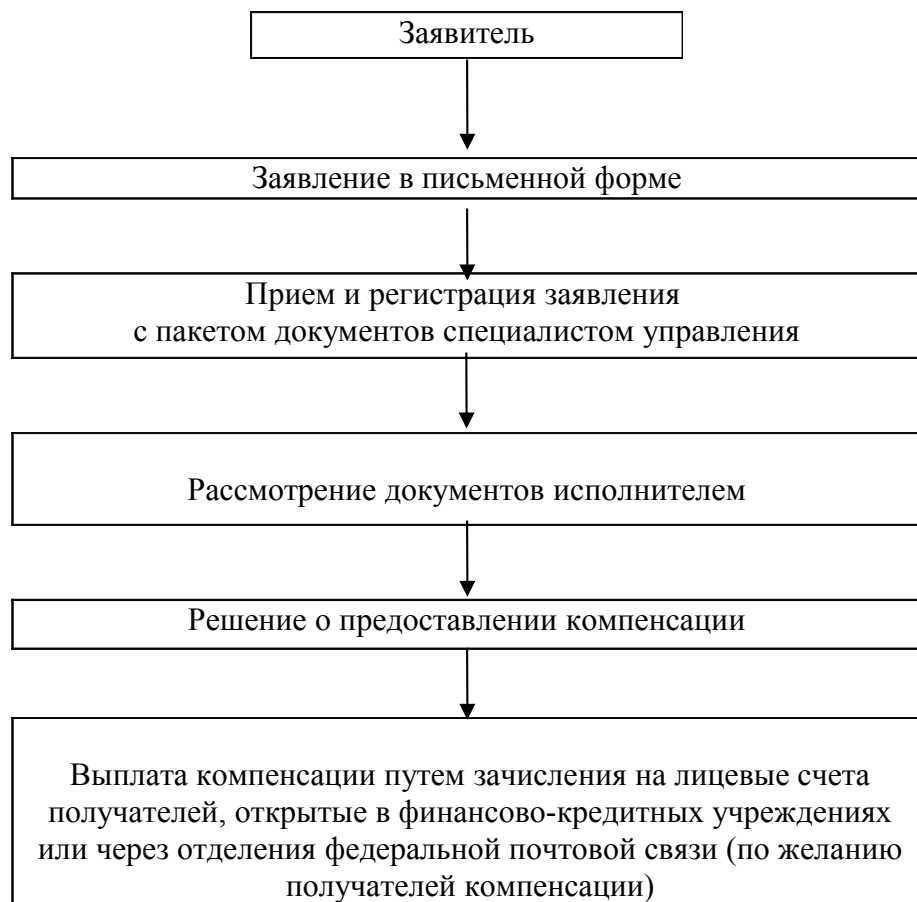 Заявитель
Заявление в письменной форме
Прием и регистрация заявления
с пакетом документов специалистом управления
Рассмотрение документов исполнителем
Решение о предоставлении компенсации
Выплата компенсации путем зачисления на лицевые счета
получателей, открытые в финансово-кредитных учреждениях
или через отделения федеральной почтовой связи (по желанию
получателей компенсации)